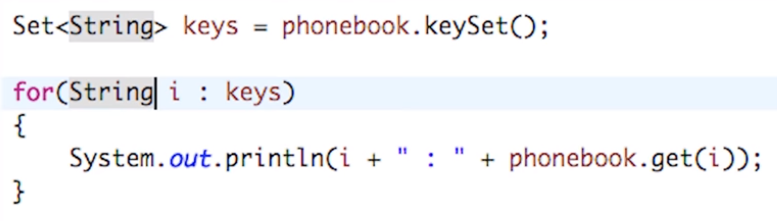 Set<String> keys = phonebook.keySet();
for(String i : keys)
{
System.out.println(i + " : " + phonebook.get(i));
}